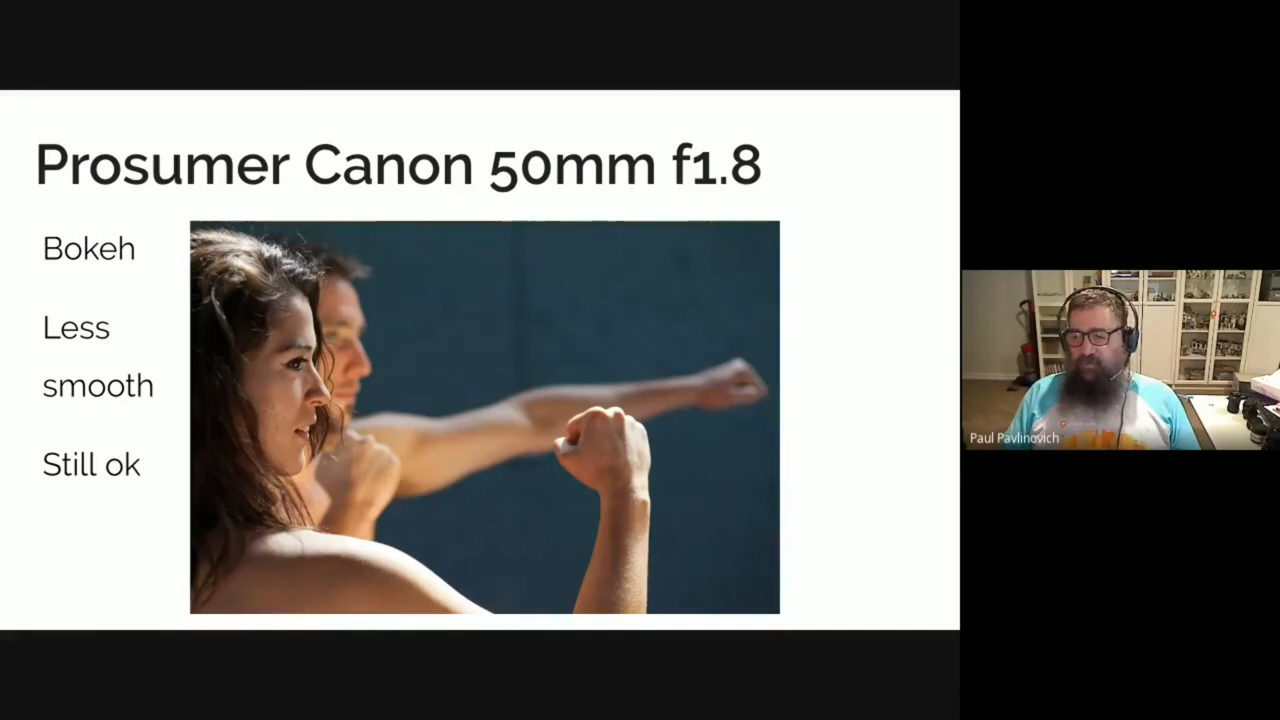 Prosumer Canon 50mm f1.8
Bokeh
Less
smooth
Still ok
Paul Pavlinovich